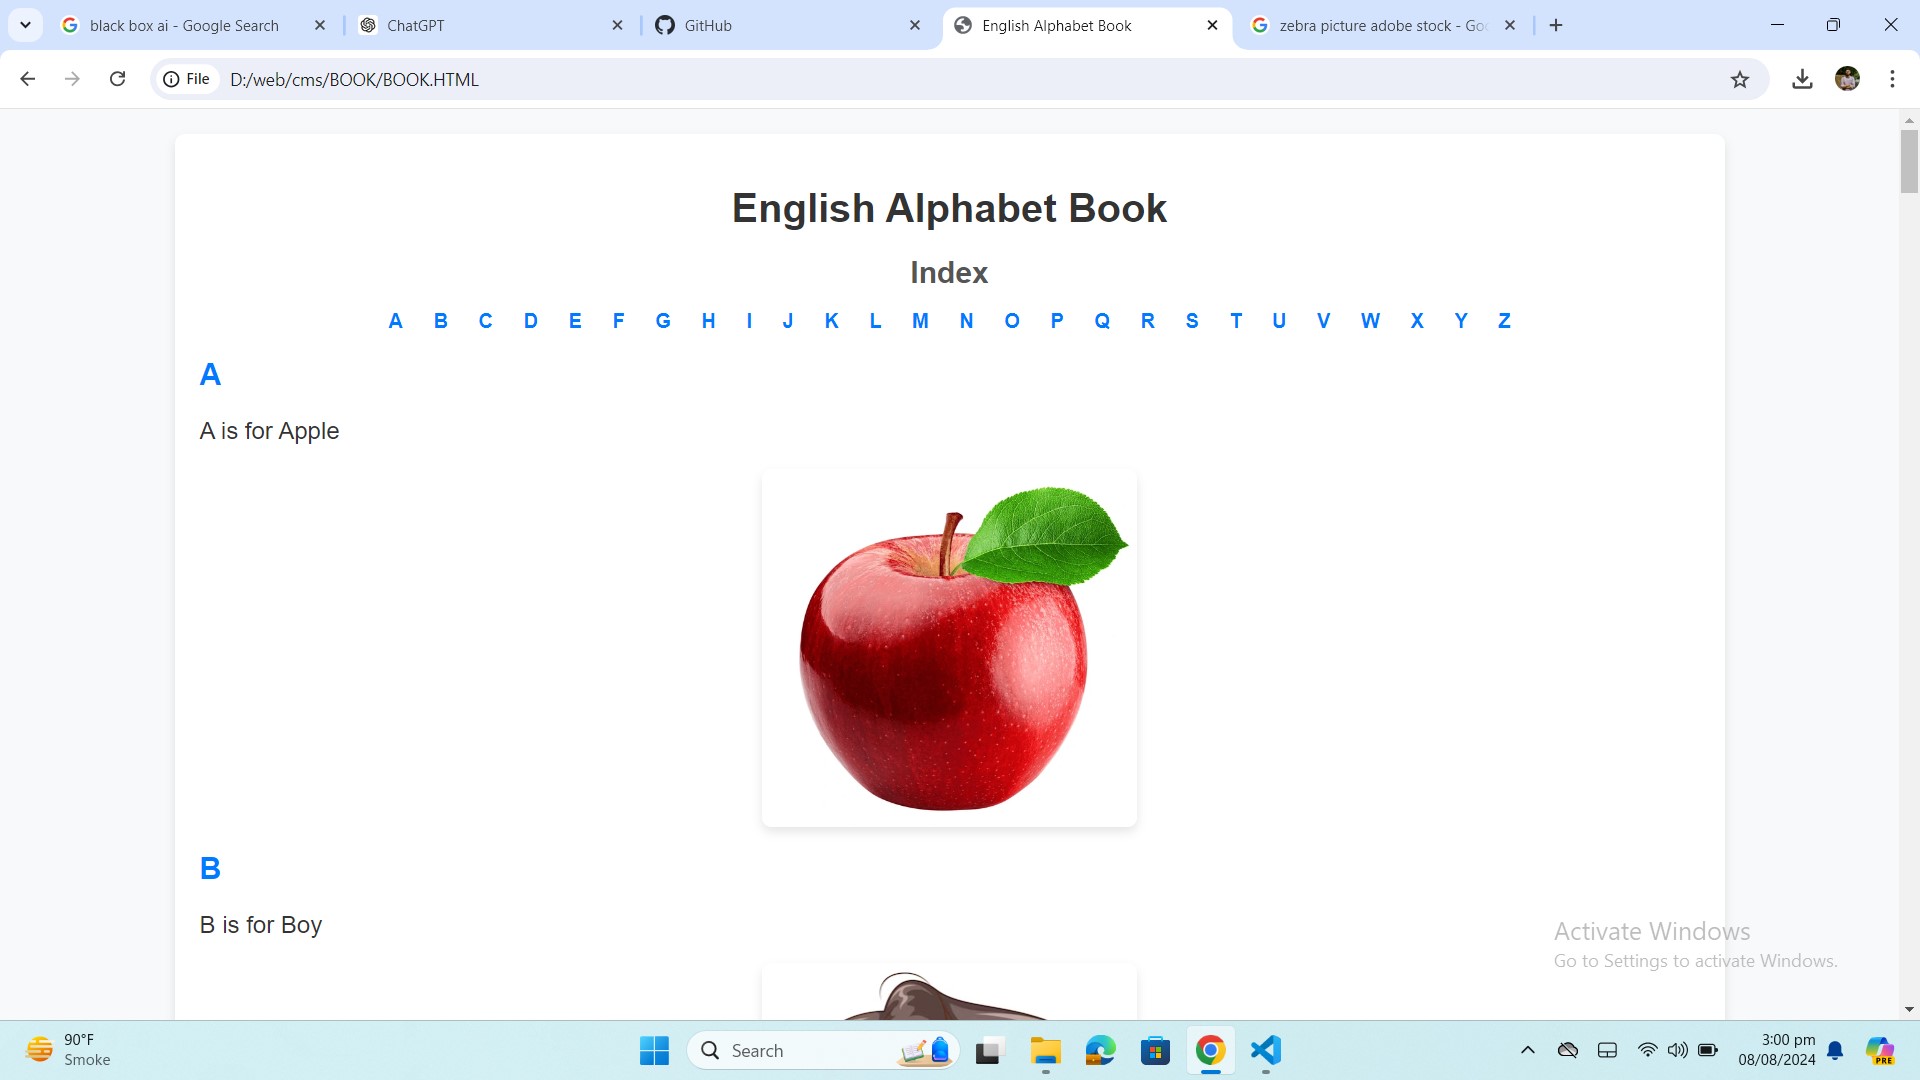 black box ai - Google Search
ChatGPT
GitHub
English Alphabet Book
zebra picture adobe stock - Goo
File D:/web/cms/BOOK/BOOK.HTML
English Alphabet Book
Index
A B C D E F G H I J K L M N O P Q R S T U V W X Y Z
A
A is for Apple
B
B is for Boy
Activate Windows
Go to Settings to activate Windows.
90°F
Smoke
Search
3:00 pm
08/08/2024
PRE